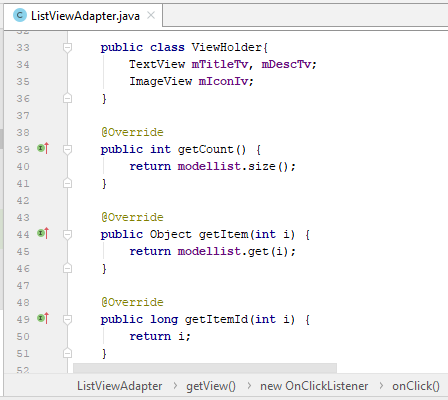 ListViewAdapter.java
33 public class ViewHolder{
34 TextView mTitleTv, mDescTv;
35 ImageView mIconIv;
36 }
37
38 @Override
39 public int getCount() {
40 return modellist.size();
41 }
42
43 @Override
44 public Object getItem(int i) {
45 return modellist.get(i);
46 }
47
48 @Override
49 public long getItemId(int i) {
50 return i;
51 }
52
ListViewAdapter > getView() > new OnClickListener > onClick()